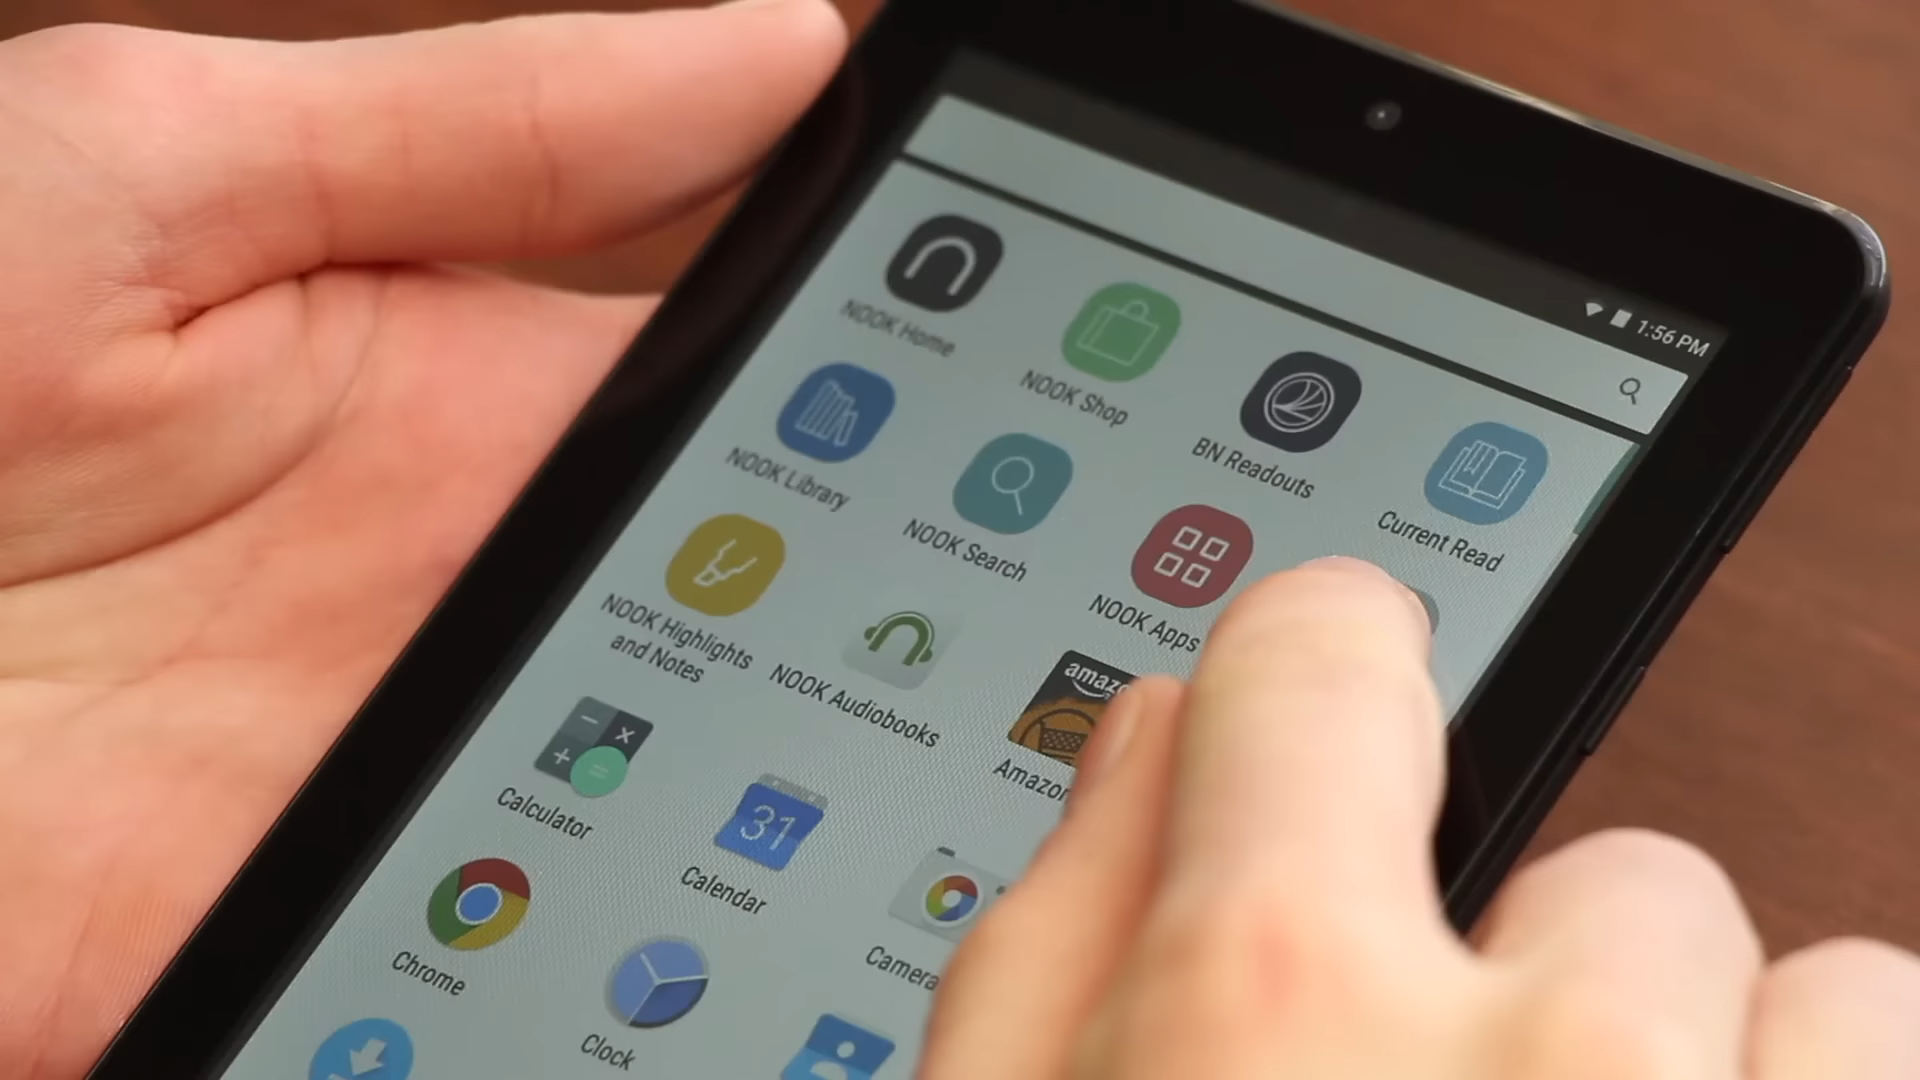 1:56 PM
NOOK Home
NOOK Shop
BN Readouts
Current Read
NOOK Library
NOOK Search
NOOK Apps
NOOK Highlights
and Notes
NOOK Audiobooks
amazo
Amazon
Calculator
31
Calendar
Camera
Chrome
Clock